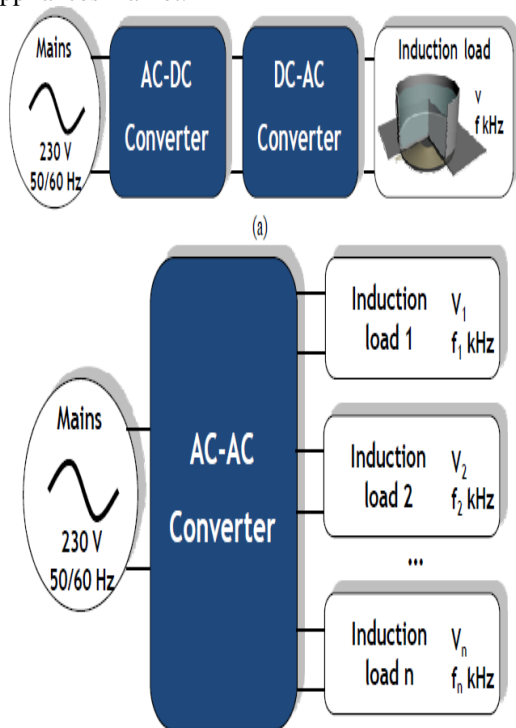 Mains
230 V
50/60 Hz
AC-DC
Converter
DC-AC
Converter
Induction load
v
f kHz
(a)
Mains
230 V
50/60 Hz
AC-AC
Converter
Induction
load 1
V₁
f₁ kHz
Induction
load 2
V₂
f₂ kHz
...
Induction
load n
Vₙ
fₙ kHz